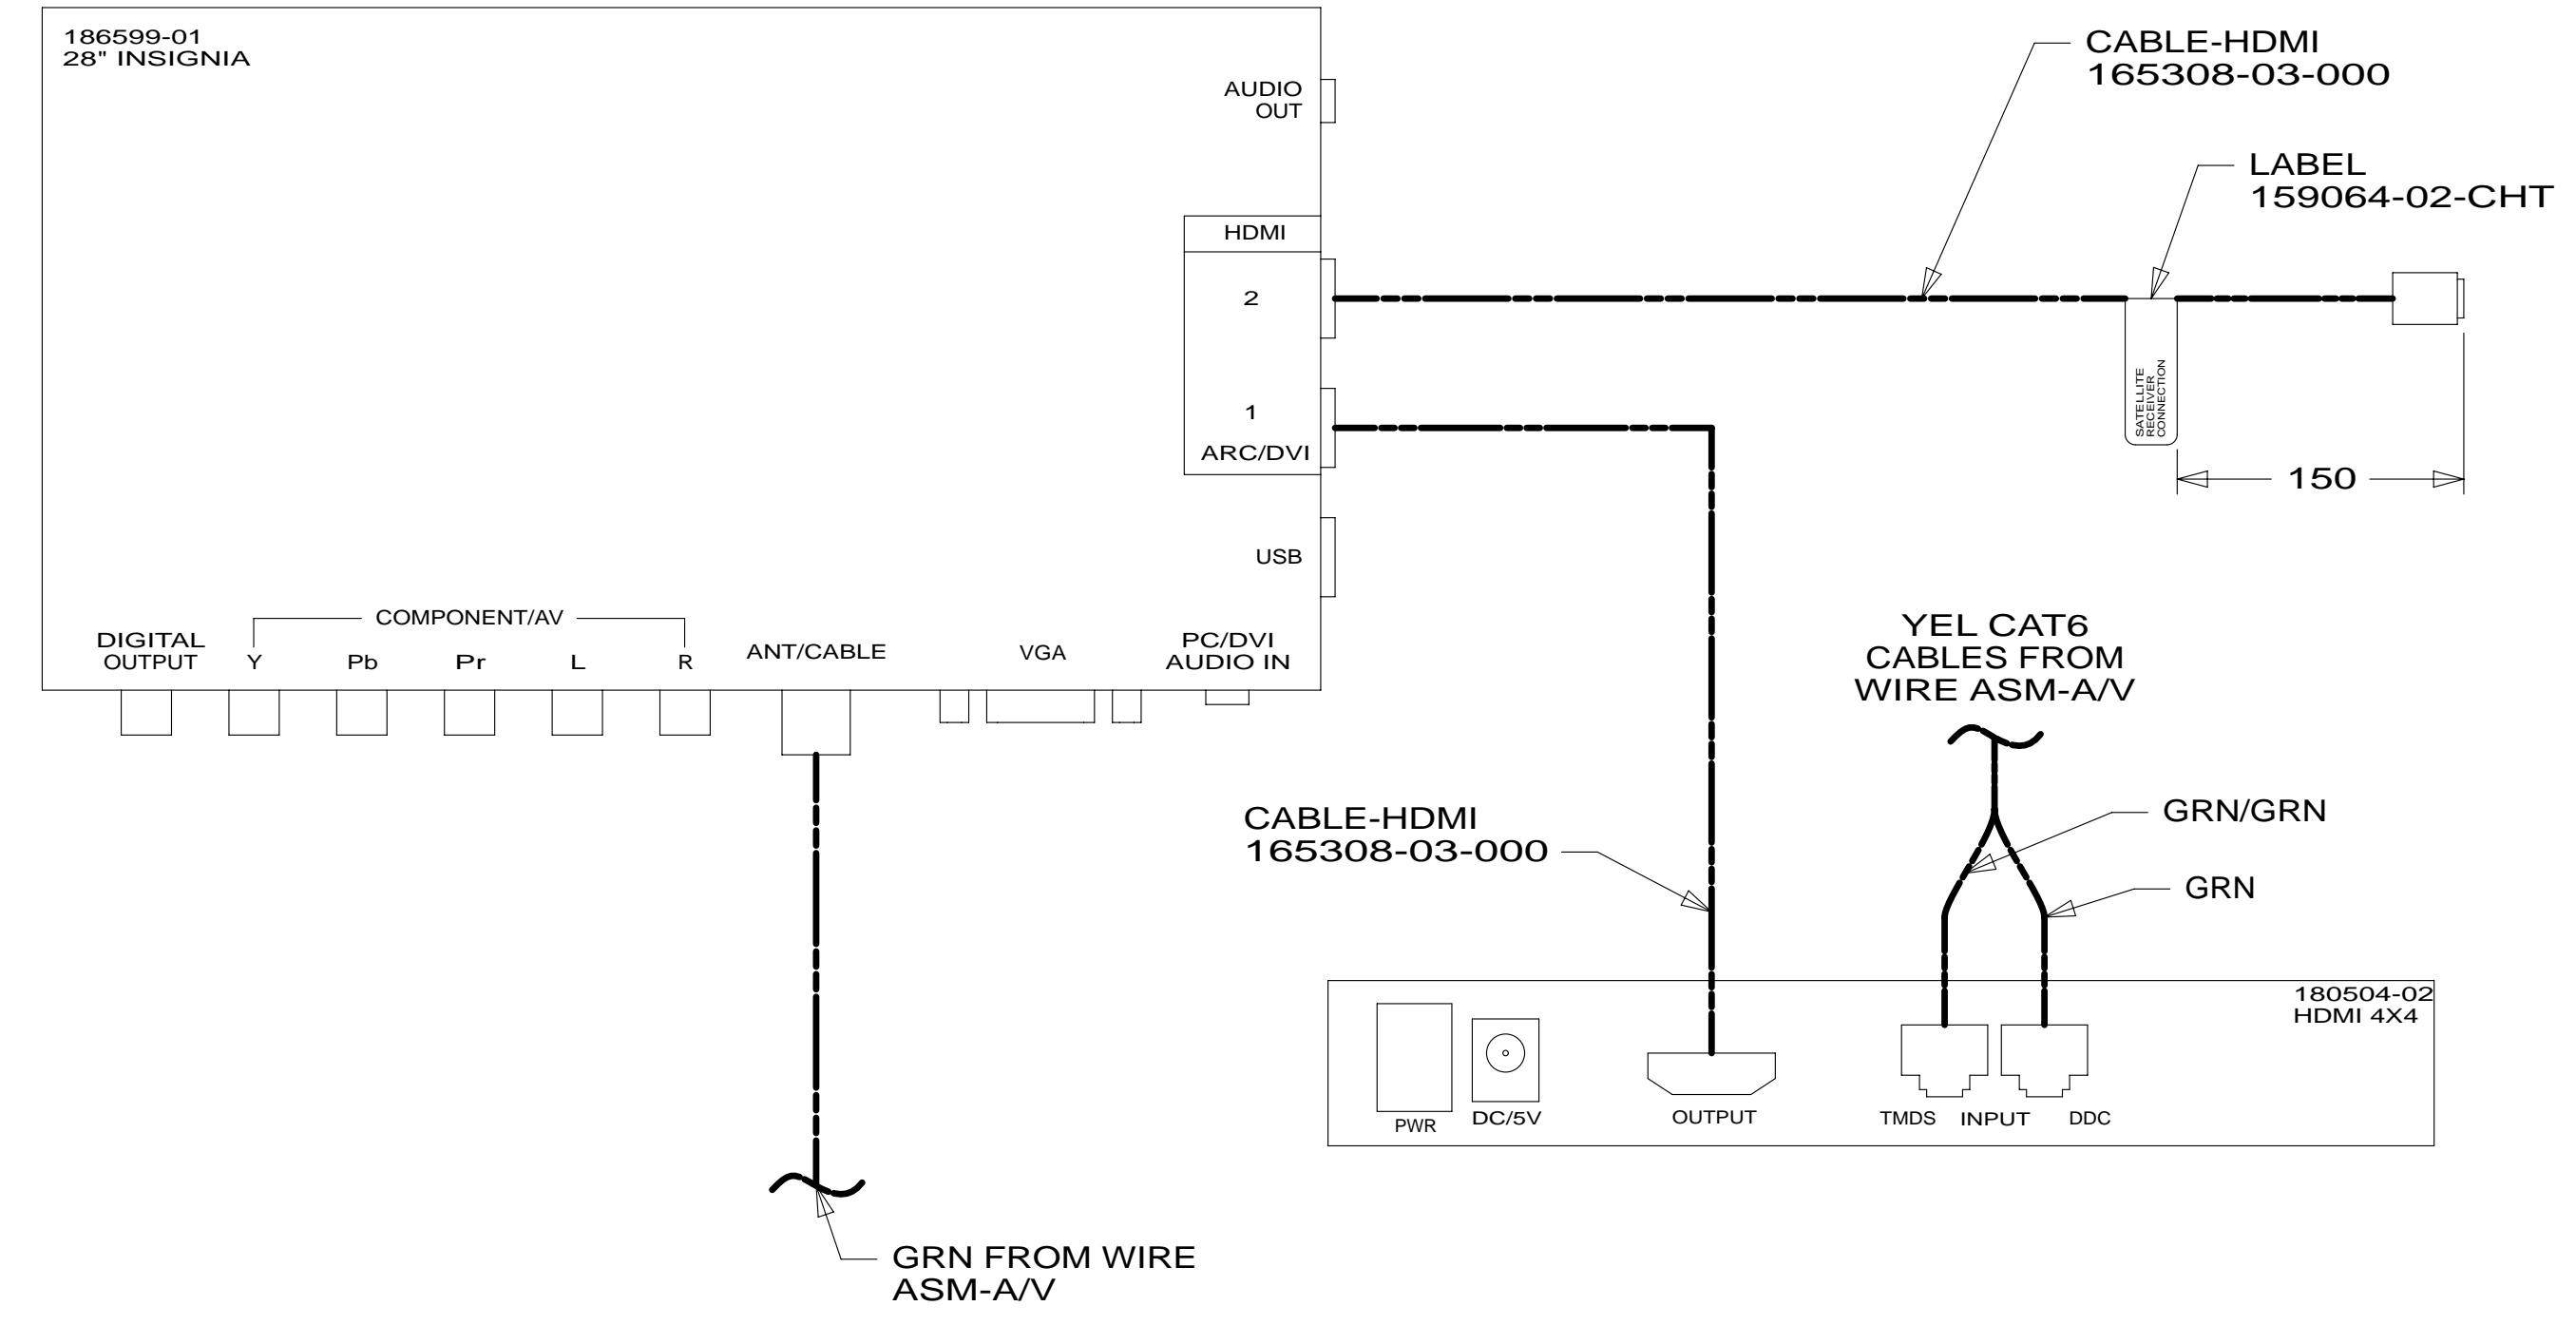 186599-01
28" INSIGNIA
AUDIO
OUT
HDMI
2
1
ARC/DVI
USB
COMPONENT/AV
DIGITAL
OUTPUT
Y
Pb
Pr
L
R
ANT/CABLE
VGA
PC/DVI
AUDIO IN
CABLE-HDMI
165308-03-000
LABEL
159064-02-CHT
SATELLITE
RECEIVER
CONNECTION
150
YEL CAT6
CABLES FROM
WIRE ASM-A/V
GRN/GRN
GRN
CABLE-HDMI
165308-03-000
180504-02
HDMI 4X4
PWR
DC/5V
OUTPUT
TMDS
INPUT
DDC
GRN FROM WIRE
ASM-A/V